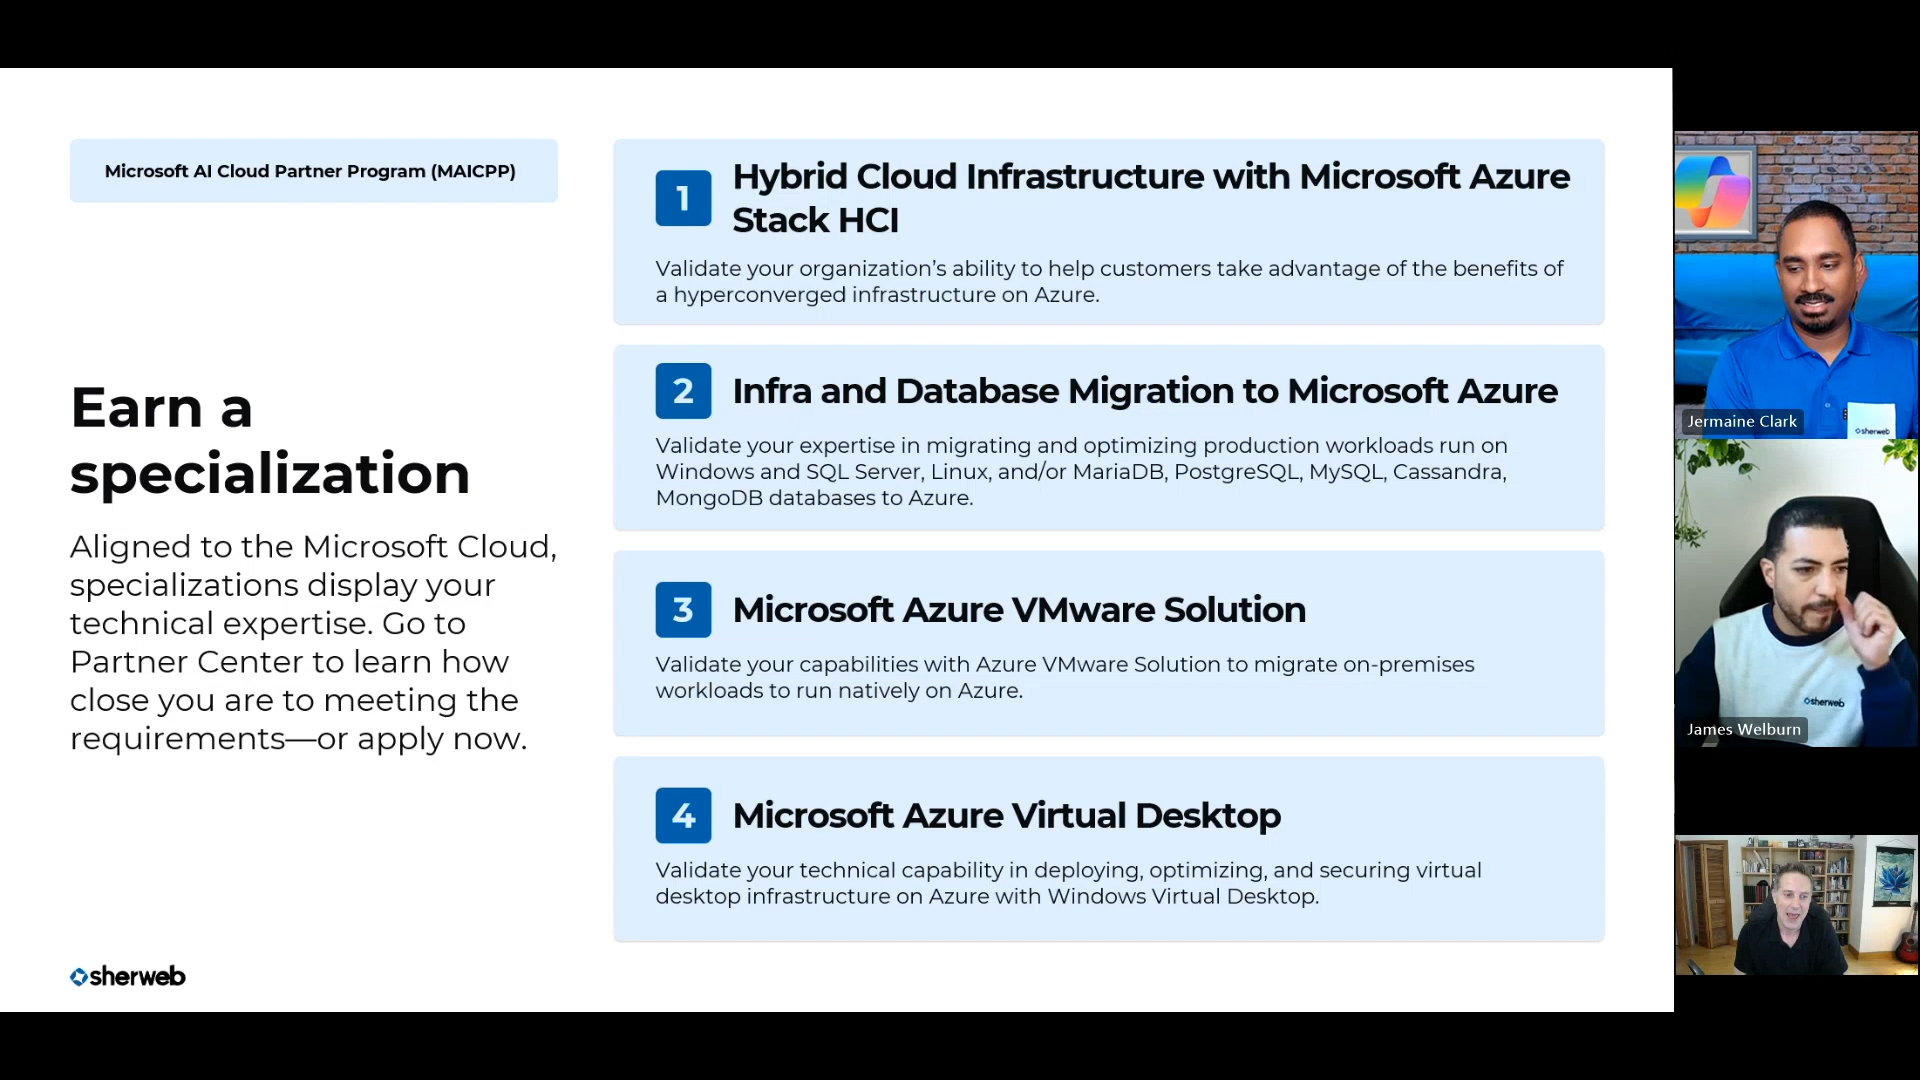 Microsoft AI Cloud Partner Program (MAICPP)
Earn a
specialization
Aligned to the Microsoft Cloud,
specializations display your
technical expertise. Go to
Partner Center to learn how
close you are to meeting the
requirements—or apply now.
sherweb
1
Hybrid Cloud Infrastructure with Microsoft Azure
Stack HCI
Validate your organization’s ability to help customers take advantage of the benefits of
a hyperconverged infrastructure on Azure.
2
Infra and Database Migration to Microsoft Azure
Validate your expertise in migrating and optimizing production workloads run on
Windows and SQL Server, Linux, and/or MariaDB, PostgreSQL, MySQL, Cassandra,
MongoDB databases to Azure.
3
Microsoft Azure VMware Solution
Validate your capabilities with Azure VMware Solution to migrate on-premises
workloads to run natively on Azure.
4
Microsoft Azure Virtual Desktop
Validate your technical capability in deploying, optimizing, and securing virtual
desktop infrastructure on Azure with Windows Virtual Desktop.
sherweb
Jermaine Clark
sherweb
James Welburn